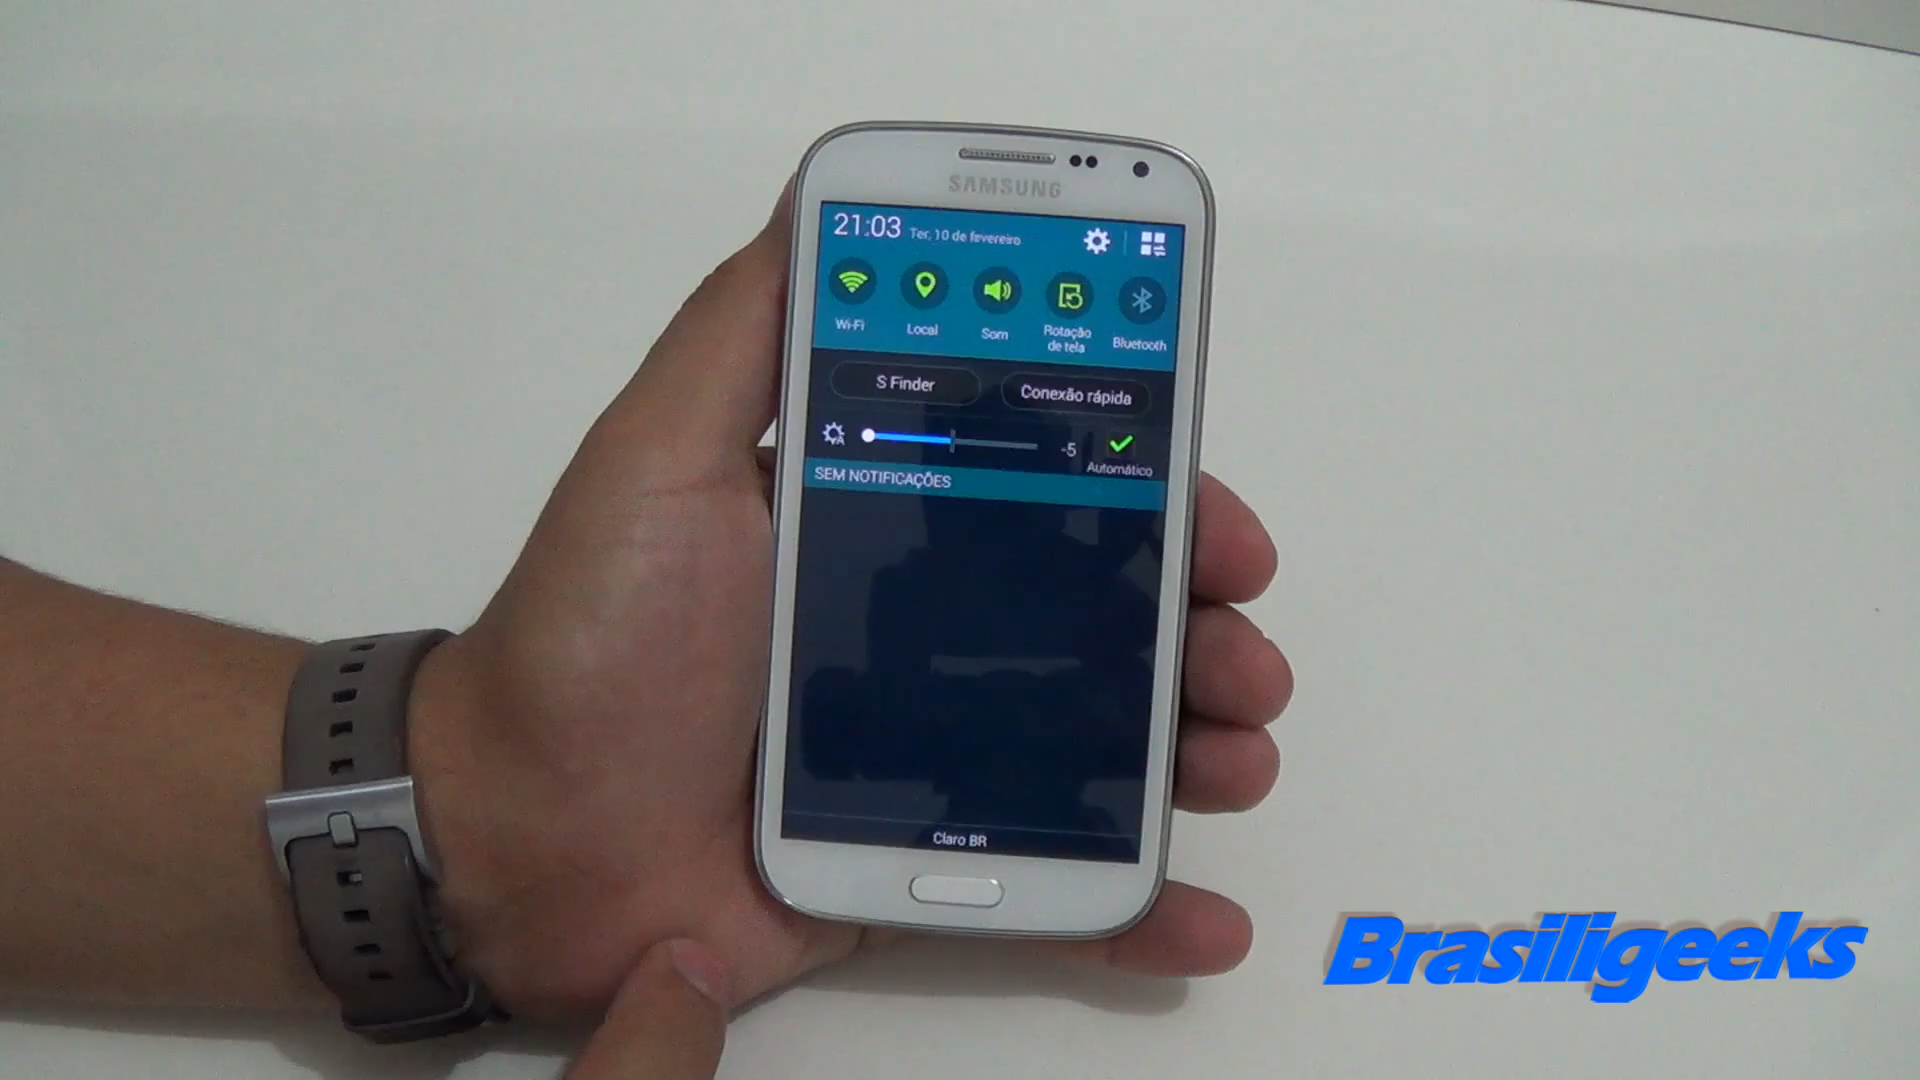 SAMSUNG
21:03 Ter, 10 de fevereiro
Wi-Fi
Local
Som
Rotação
de tela
Bluetooth
S Finder
Conexão rápida
-5
Automático
SEM NOTIFICAÇÕES
Claro BR
Brasiligeeks